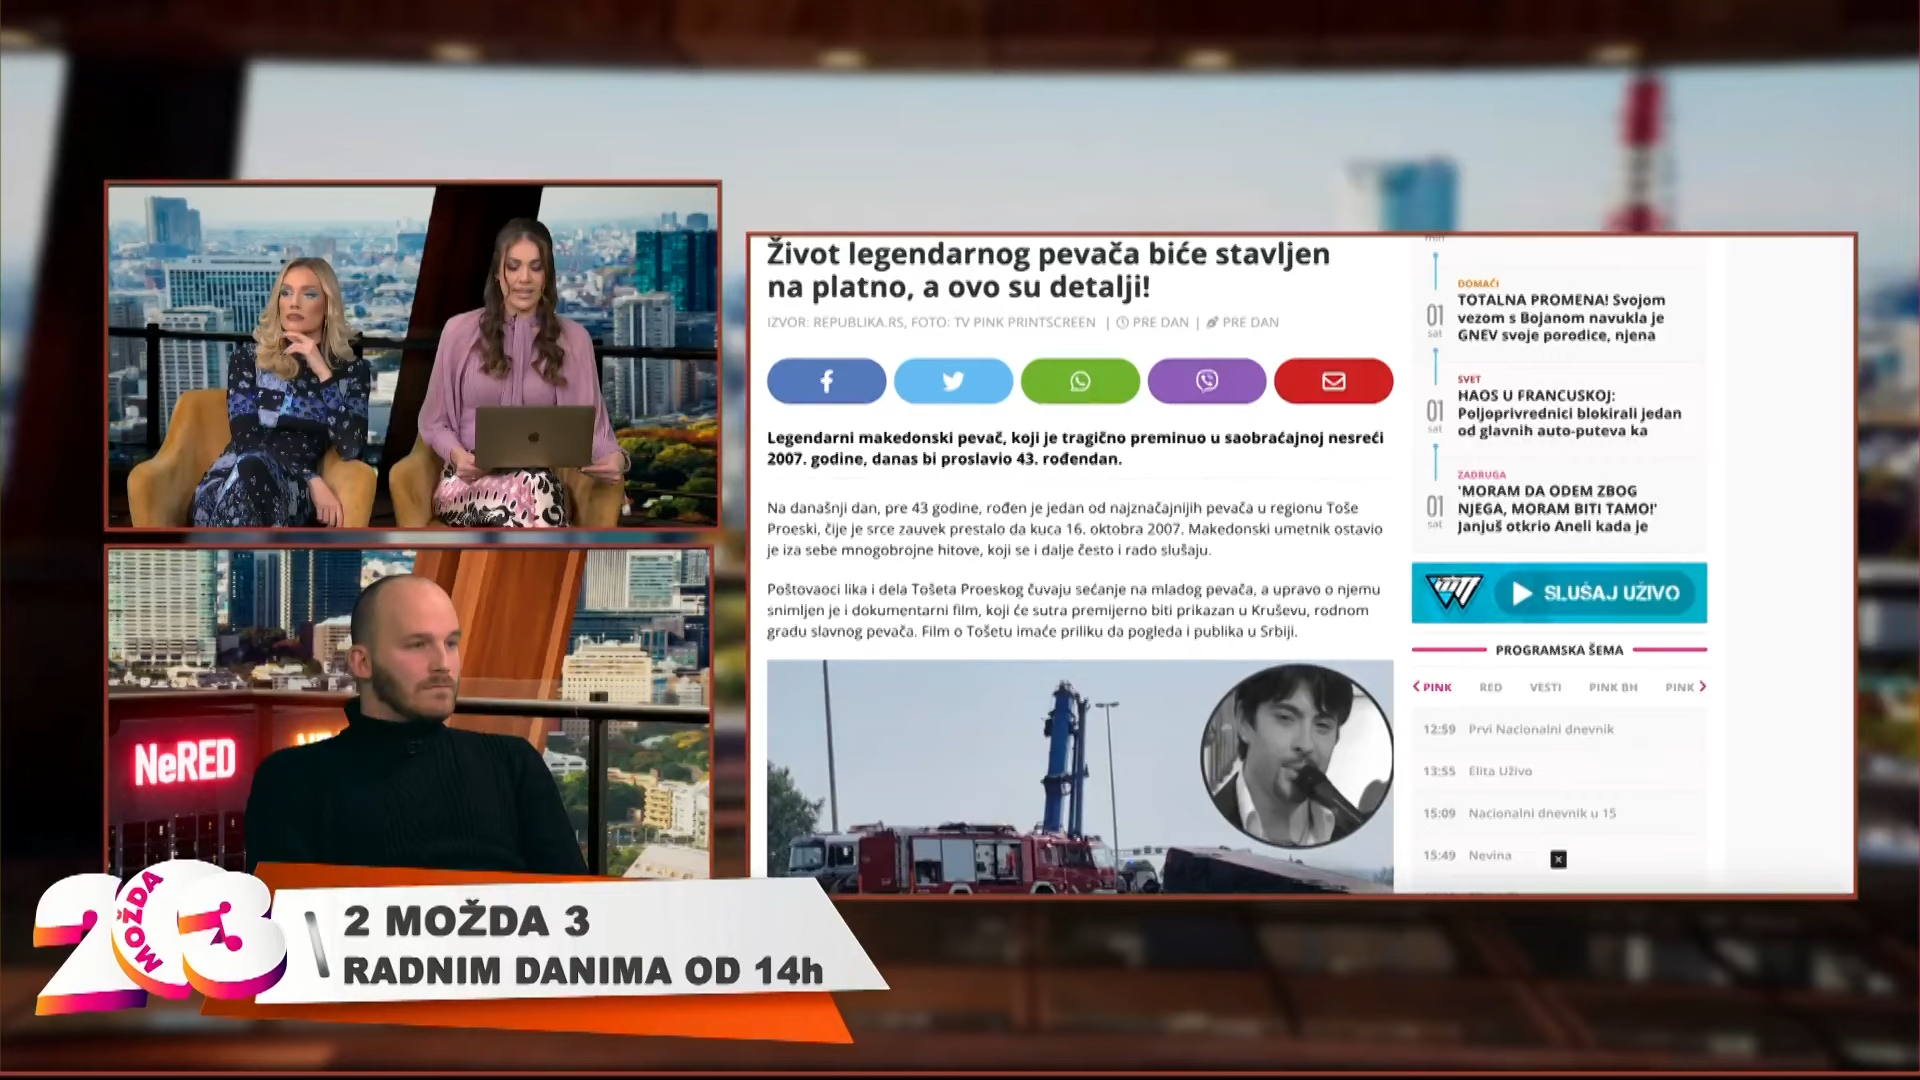 Život legendarnog pevača biće stavljen
na platno, a ovo su detalji!
IZVOR: REPUBLIKA.RS, FOTO: TV PINK PRINTSCREEN | PRE DAN | PRE DAN
Legendarni makedonski pevač, koji je tragično preminuo u saobraćajnoj nesreći
2007. godine, danas bi proslavio 43. rođendan.
Na današnji dan, pre 43 godine, rođen je jedan od najznačajnijih pevača u regionu Toše
Proeski, čije je srce zauvek prestalo da kuca 16. oktobra 2007. Makedonski umetnik ostavio
je iza sebe mnogobrojne hitove, koji se i dalje često i rado slušaju.
Poštovaoci lika i dela Tošeta Proeskog čuvaju sećanje na mladog pevača, a upravo o njemu
snimljen je i dokumentarni film, koji će sutra premijerno biti prikazan u Kruševu, rodnom
gradu slavnog pevača. Film o Tošetu imaće priliku da pogleda i publika u Srbiji.
min
DOMAĆI
01
sat
TOTALNA PROMENA! Svojom
vezom s Bojanom navukla je
GNEV svoje porodice, njena
SVET
01
sat
HAOS U FRANCUSKOJ:
Poljoprivrednici blokirali jedan
od glavnih auto-puteva ka
ZADRUGA
01
sat
'MORAM DA ODEM ZBOG
NJEGA, MORAM BITI TAMO!'
Janjuš otkrio Aneli kada je
SLUŠAJ UŽIVO
PROGRAMSKA ŠEMA
PINK RED VESTI PINK BH PINK
12:59 Prvi Nacionalni dnevnik
13:55 Elita Uživo
15:09 Nacionalni dnevnik u 15
15:49 Nevina
NeRED
2 MOŽDA 3
2 MOŽDA 3
RADNIM DANIMA OD 14h